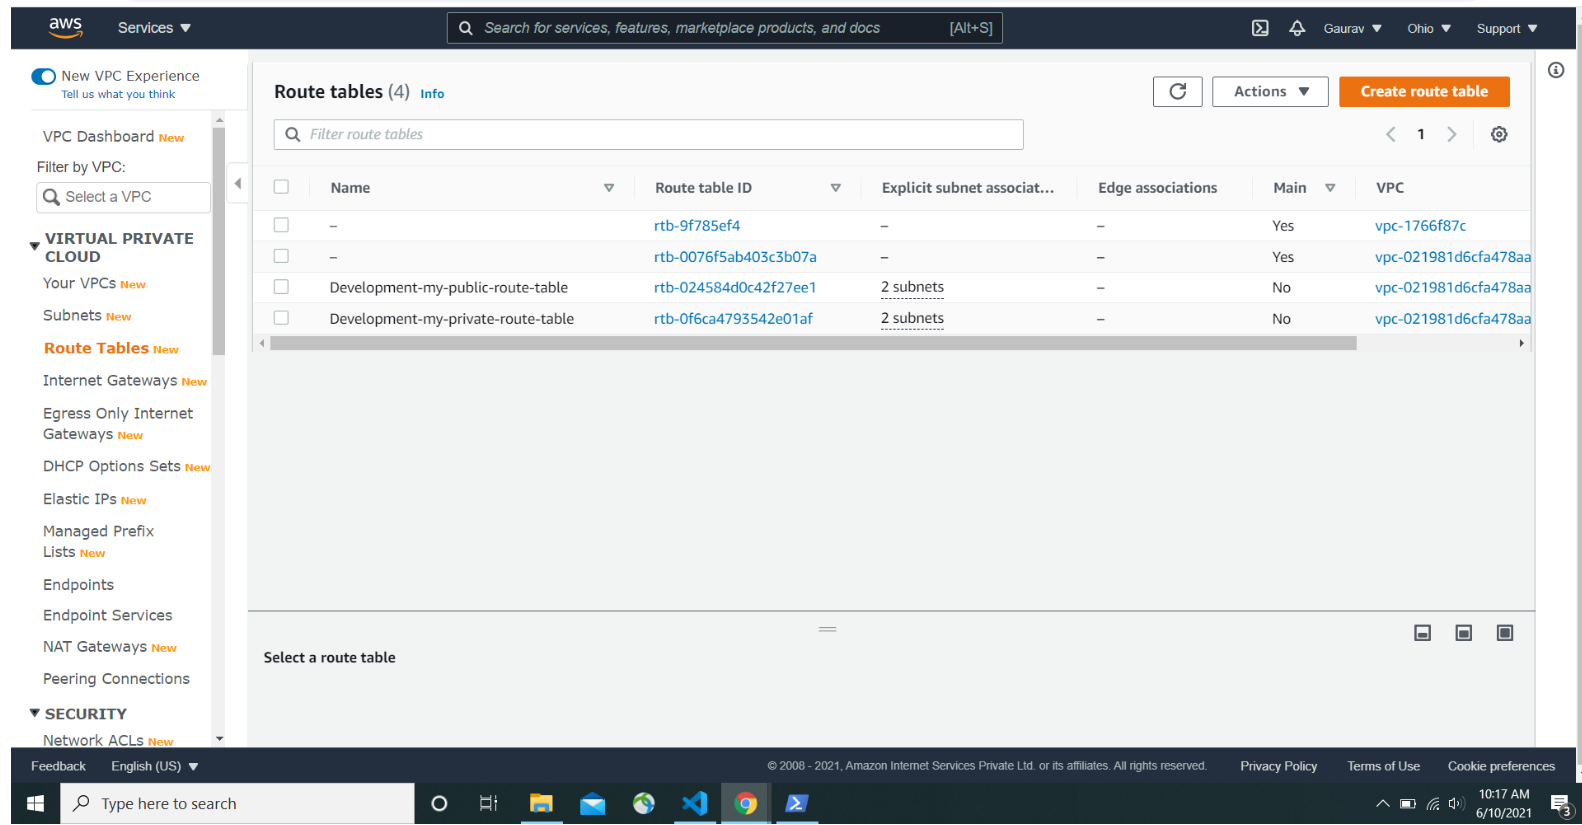 aws
Services
Search for services, features, marketplace products, and docs [Alt+S]
Gaurav
Ohio
Support
New VPC Experience
Tell us what you think
VPC Dashboard New
Filter by VPC:
Select a VPC
VIRTUAL PRIVATE
CLOUD
Your VPCs New
Subnets New
Route Tables New
Internet Gateways New
Egress Only Internet
Gateways New
DHCP Options Sets New
Elastic IPs New
Managed Prefix
Lists New
Endpoints
Endpoint Services
NAT Gateways New
Peering Connections
SECURITY
Network ACLs New
Route tables (4) Info
Actions
Create route table
Filter route tables
1
Name Route table ID Explicit subnet associat... Edge associations Main VPC
– rtb-9f785ef4 – – Yes vpc-1766f87c
– rtb-0076f5ab403c3b07a – – Yes vpc-021981d6cfa478aa
Development-my-public-route-table rtb-024584d0c42f27ee1 2 subnets – No vpc-021981d6cfa478aa
Development-my-private-route-table rtb-0f6ca4793542e01af 2 subnets – No vpc-021981d6cfa478aa
Select a route table
Feedback English (US)
© 2008 - 2021, Amazon Internet Services Private Ltd. or its affiliates. All rights reserved. Privacy Policy Terms of Use Cookie preferences
Type here to search
10:17 AM
6/10/2021
3